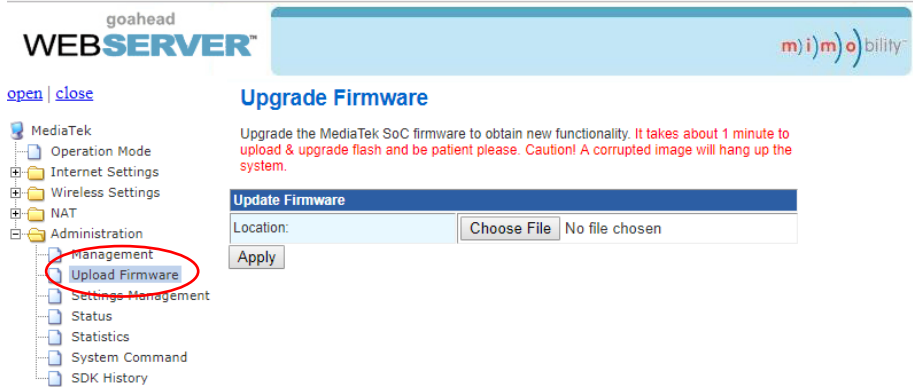 goahead
WEBSERVER™
m)i)m)o)bility™
open | close
MediaTek
Operation Mode
Internet Settings
Wireless Settings
NAT
Administration
Management
Upload Firmware
Settings Management
Status
Statistics
System Command
SDK History
Upgrade Firmware
Upgrade the MediaTek SoC firmware to obtain new functionality. It takes about 1 minute to
upload & upgrade flash and be patient please. Caution! A corrupted image will hang up the
system.
Update Firmware
Location: Choose File No file chosen
Apply